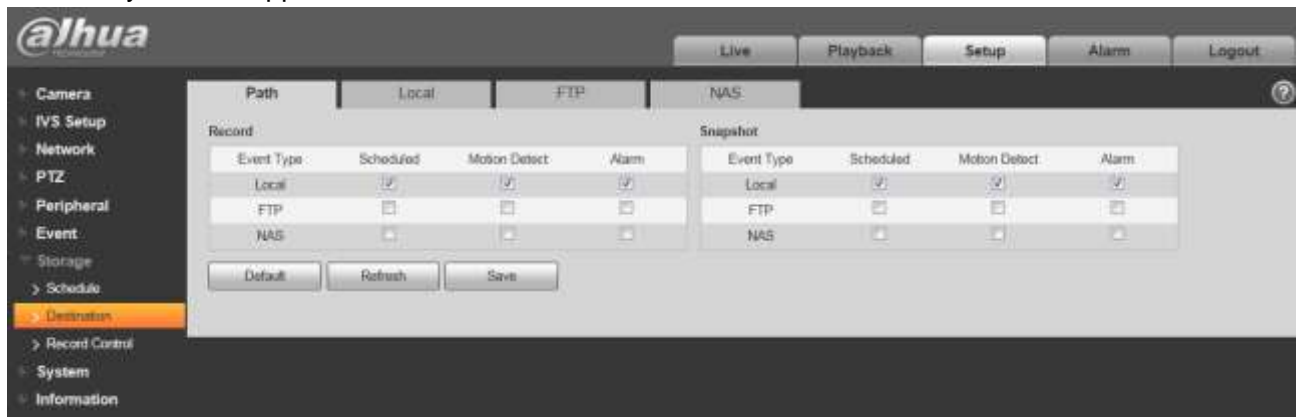 alhua
TECHNOLOGY
Live Playback Setup Alarm Logout
Camera
IVS Setup
Network
PTZ
Peripheral
Event
Storage
> Schedule
> Destination
> Record Control
System
Information
Path Local FTP NAS
?
Record
Event Type Scheduled Motion Detect Alarm
Local
FTP
NAS
Snapshot
Event Type Scheduled Motion Detect Alarm
Local
FTP
NAS
Default Refresh Save